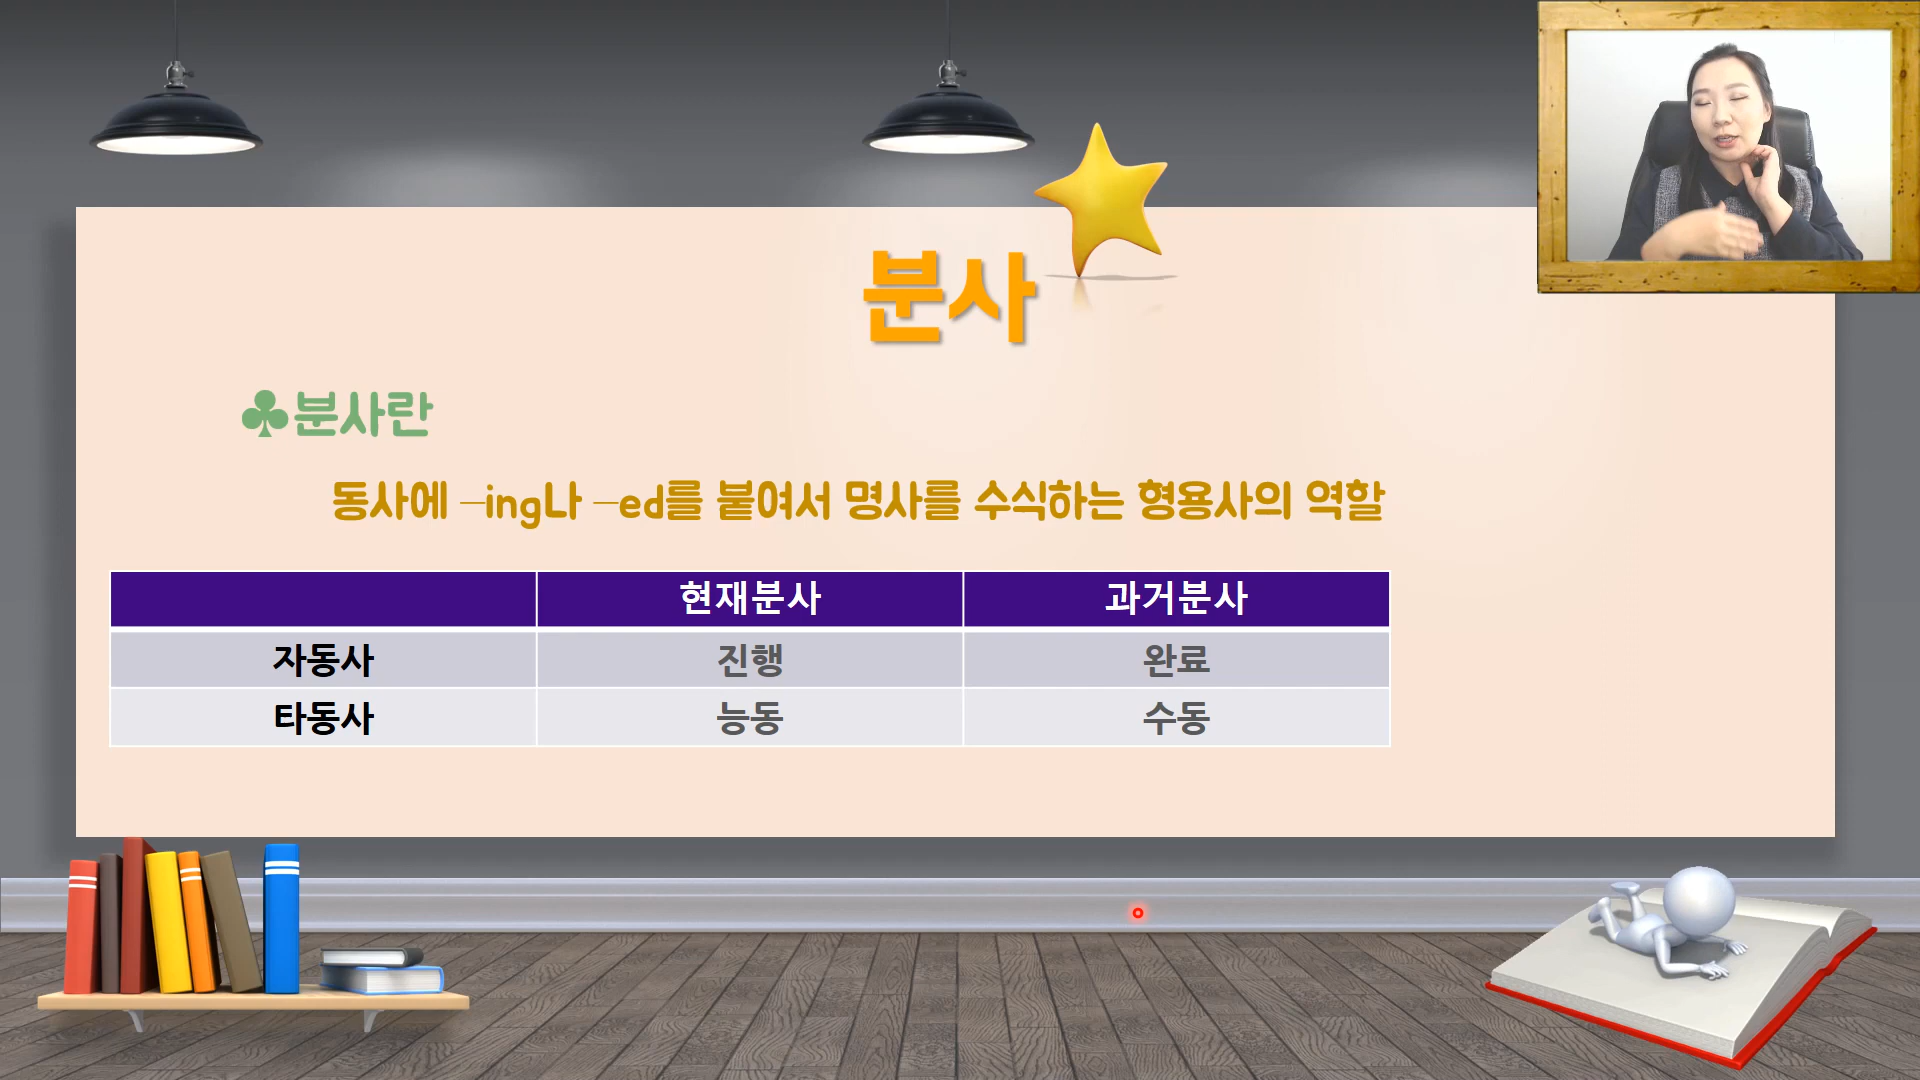 분사
♣분사란
동사에 –ing나 –ed를 붙여서 명사를 수식하는 형용사의 역할
현재분사 과거분사
자동사 진행 완료
타동사 능동 수동